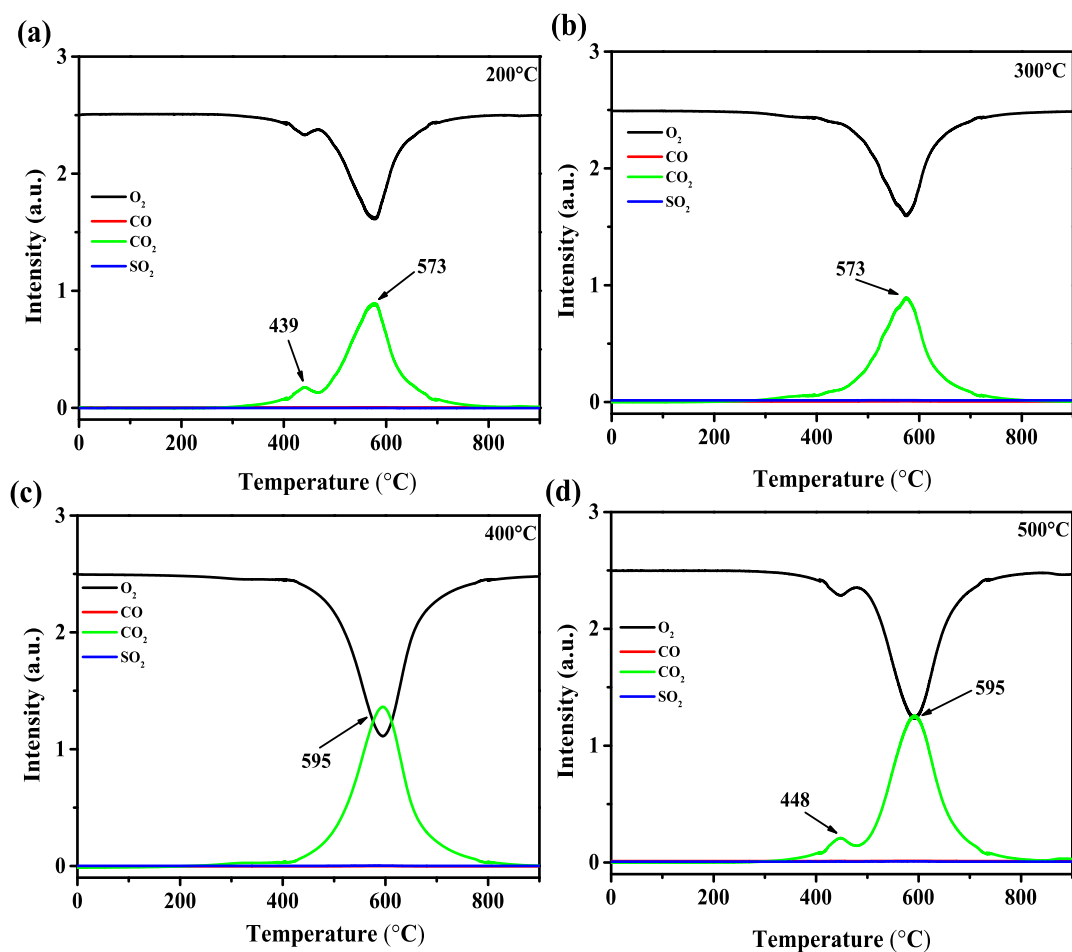 (a)
200°C
3
2
1
0
Intensity (a.u.)
O₂
CO
CO₂
SO₂
573
439
0 200 400 600 800
Temperature (°C)
(b)
300°C
3
2
1
0
Intensity (a.u.)
O₂
CO
CO₂
SO₂
573
0 200 400 600 800
Temperature (°C)
(c)
400°C
3
2
1
0
Intensity (a.u.)
O₂
CO
CO₂
SO₂
595
0 200 400 600 800
Temperature (°C)
(d)
500°C
3
2
1
0
Intensity (a.u.)
O₂
CO
CO₂
SO₂
595
448
0 200 400 600 800
Temperature (°C)